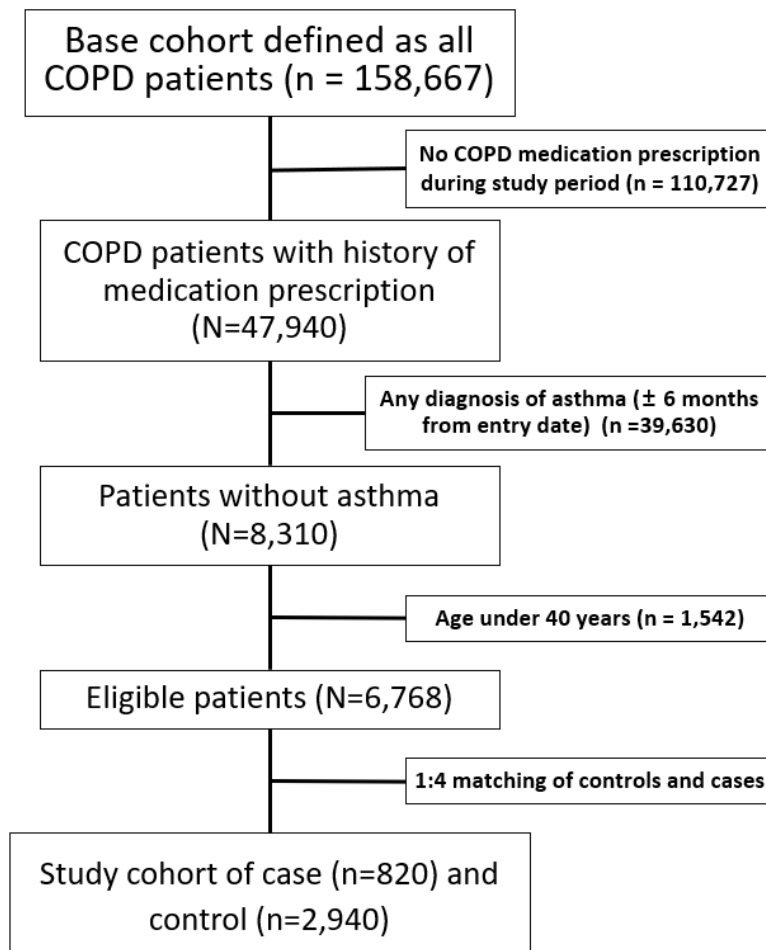 Base cohort defined as all
COPD patients (n = 158,667)
No COPD medication prescription
during study period (n = 110,727)
COPD patients with history of
medication prescription
(N=47,940)
Any diagnosis of asthma (± 6 months
from entry date)  (n =39,630)
Patients without asthma
(N=8,310)
Age under 40 years (n = 1,542)
Eligible patients (N=6,768)
1:4 matching of controls and cases
Study cohort of case (n=820) and
control (n=2,940)